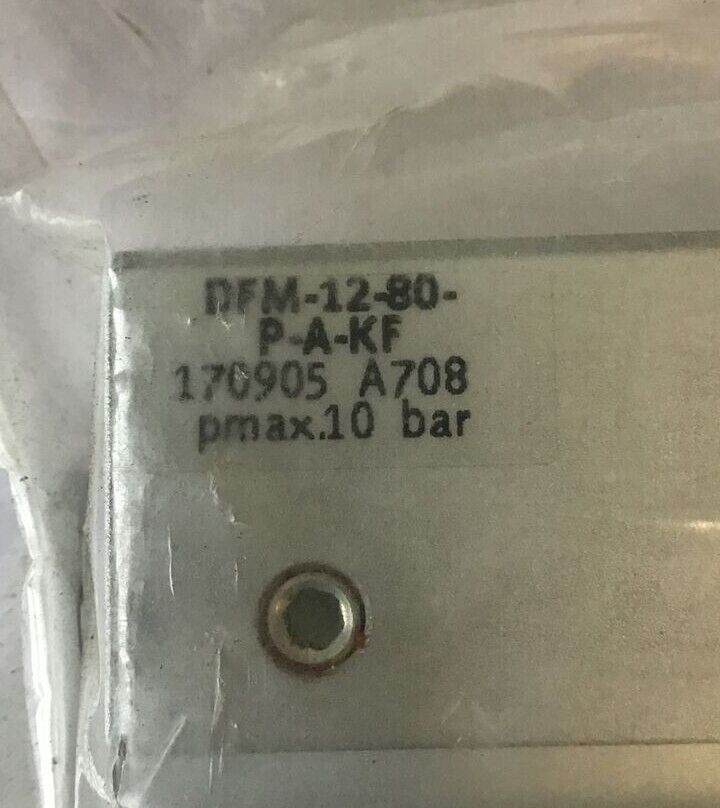 DFM-12-80-
P-A-KF
170905 A708
pmax.10 bar